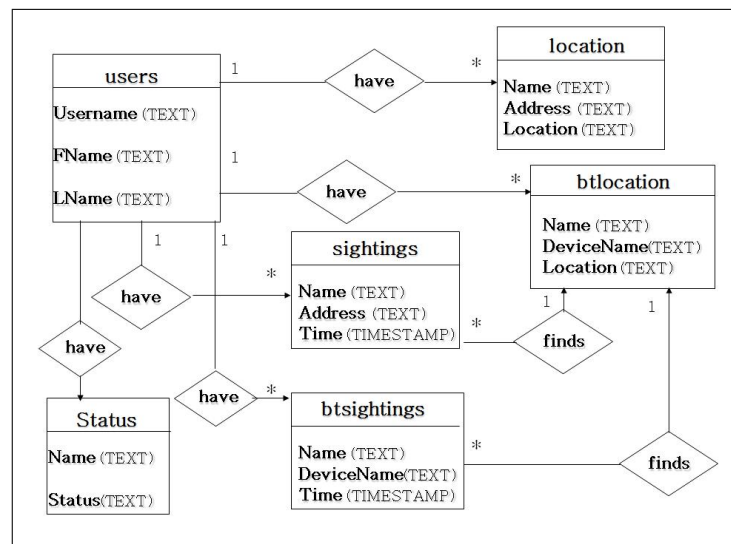 users
Username (TEXT)
FName (TEXT)
LName (TEXT)
1
have
*
location
Name (TEXT)
Address (TEXT)
Location (TEXT)
1
have
*
btlocation
Name (TEXT)
DeviceName(TEXT)
Location (TEXT)
1
have
*
sightings
Name (TEXT)
Address (TEXT)
Time (TIMESTAMP)
*
finds
1
1
have
*
btsightings
Name (TEXT)
DeviceName(TEXT)
Time (TIMESTAMP)
*
finds
1
have
Status
Name (TEXT)
Status(TEXT)